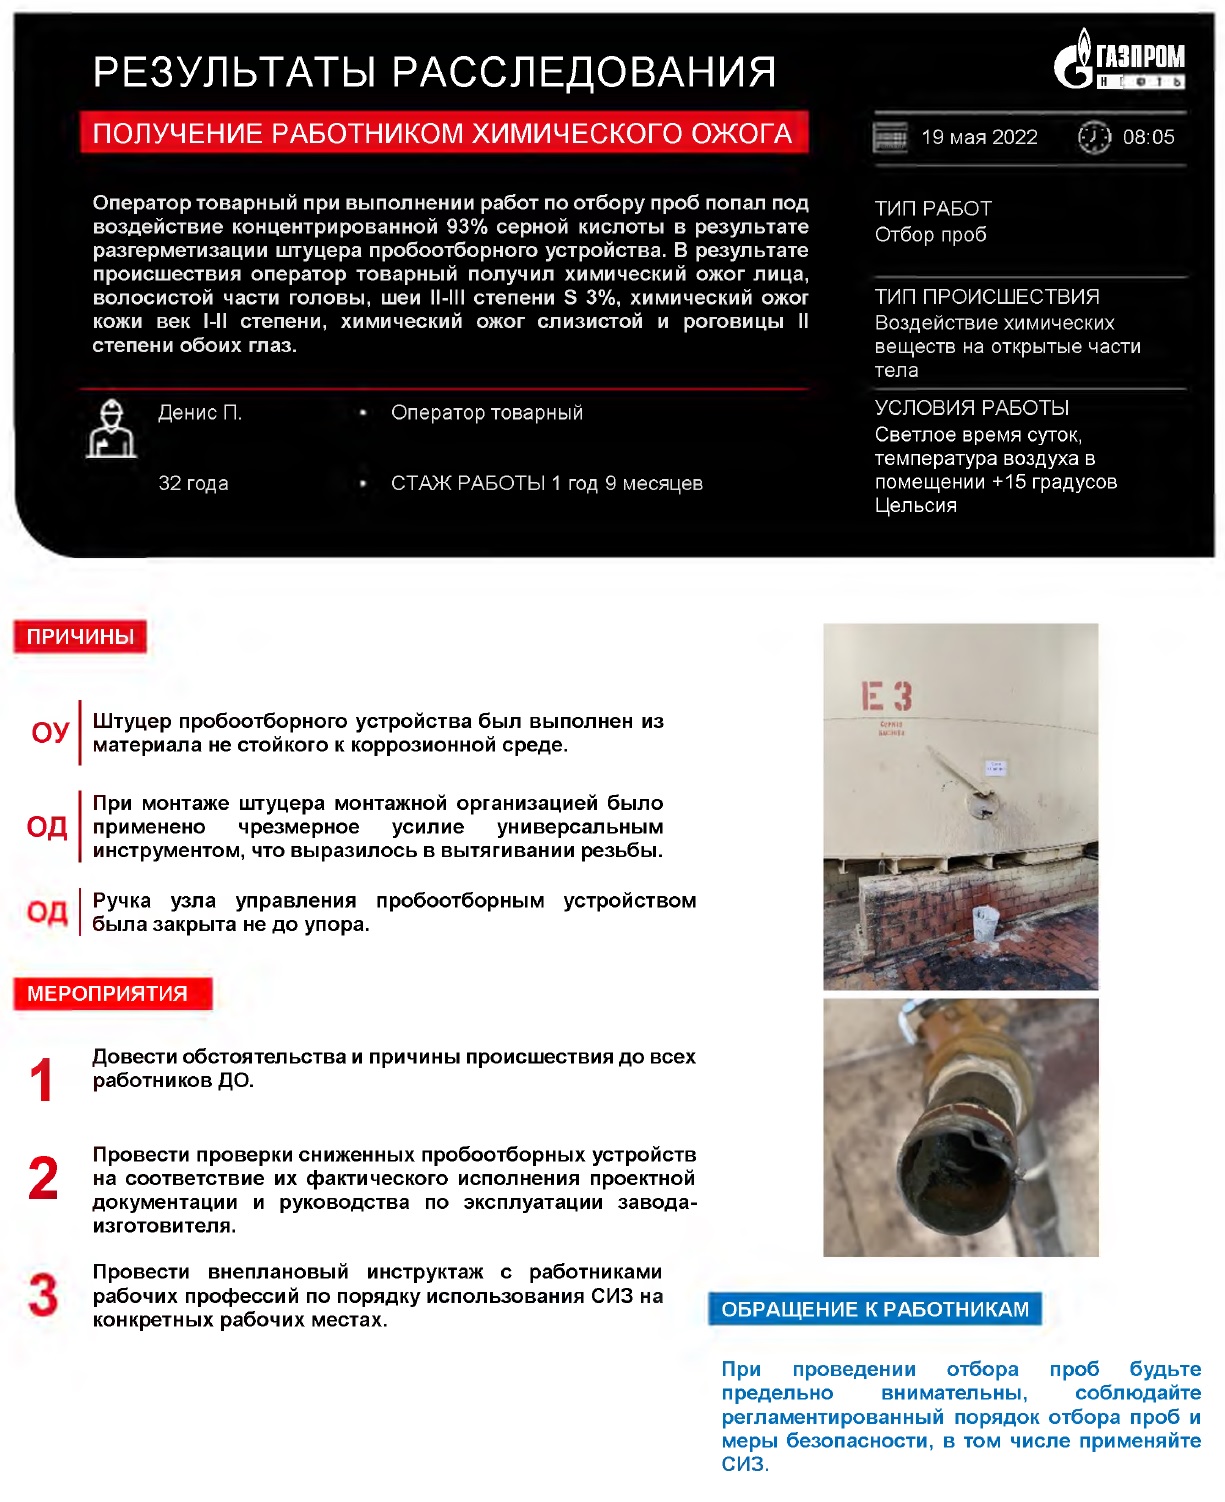 РЕЗУЛЬТАТЫ РАССЛЕДОВАНИЯ
ГАЗПРОМ
НЕФТЬ
ПОЛУЧЕНИЕ РАБОТНИКОМ ХИМИЧЕСКОГО ОЖОГА
19 мая 2022
08:05
Оператор товарный при выполнении работ по отбору проб попал под
воздействие концентрированной 93% серной кислоты в результате
разгерметизации штуцера пробоотборного устройства. В результате
происшествия оператор товарный получил химический ожог лица,
волосистой части головы, шеи II-III степени S 3%, химический ожог
кожи век I-II степени, химический ожог слизистой и роговицы II
степени обоих глаз.
Денис П.
• Оператор товарный
32 года
• СТАЖ РАБОТЫ 1 год 9 месяцев
ТИП РАБОТ
Отбор проб
ТИП ПРОИСШЕСТВИЯ
Воздействие химических
веществ на открытые части
тела
УСЛОВИЯ РАБОТЫ
Светлое время суток,
температура воздуха в
помещении +15 градусов
Цельсия
ПРИЧИНЫ
ОУ
Штуцер пробоотборного устройства был выполнен из
материала не стойкого к коррозионной среде.
ОД
При монтаже штуцера монтажной организацией было
применено чрезмерное усилие универсальным
инструментом, что выразилось в вытягивании резьбы.
ОД
Ручка узла управления пробоотборным устройством
была закрыта не до упора.
МЕРОПРИЯТИЯ
1
Довести обстоятельства и причины происшествия до всех
работников ДО.
2
Провести проверки сниженных пробоотборных устройств
на соответствие их фактического исполнения проектной
документации и руководства по эксплуатации завода-
изготовителя.
3
Провести внеплановый инструктаж с работниками
рабочих профессий по порядку использования СИЗ на
конкретных рабочих местах.
Е 3
ОБРАЩЕНИЕ К РАБОТНИКАМ
При проведении отбора проб будьте
предельно внимательны, соблюдайте
регламентированный порядок отбора проб и
меры безопасности, в том числе применяйте
СИЗ.